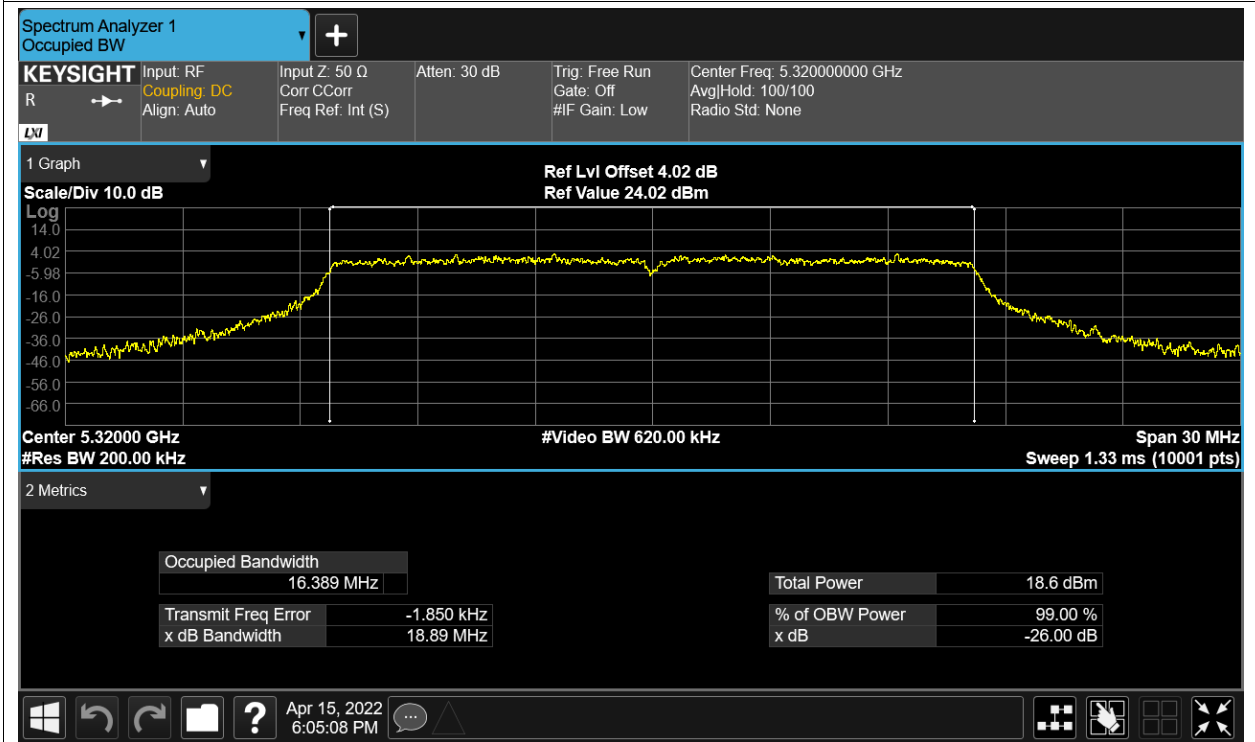 Spectrum Analyzer 1
Occupied BW
KEYSIGHT
R
LXI
Input: RF
Coupling: DC
Align: Auto
Input Z: 50 Ω
Corr CCorr
Freq Ref: Int (S)
Atten: 30 dB
Trig: Free Run
Gate: Off
#IF Gain: Low
Center Freq: 5.320000000 GHz
Avg|Hold: 100/100
Radio Std: None
1 Graph
Scale/Div 10.0 dB
Ref Lvl Offset 4.02 dB
Ref Value 24.02 dBm
Log
14.0
4.02
-5.98
-16.0
-26.0
-36.0
-46.0
-56.0
-66.0
Center 5.32000 GHz
#Video BW 620.00 kHz
Span 30 MHz
#Res BW 200.00 kHz
Sweep 1.33 ms (10001 pts)
2 Metrics
Occupied Bandwidth
16.389 MHz
Total Power 18.6 dBm
Transmit Freq Error -1.850 kHz
% of OBW Power 99.00 %
x dB Bandwidth 18.89 MHz
x dB -26.00 dB
?
Apr 15, 2022
6:05:08 PM